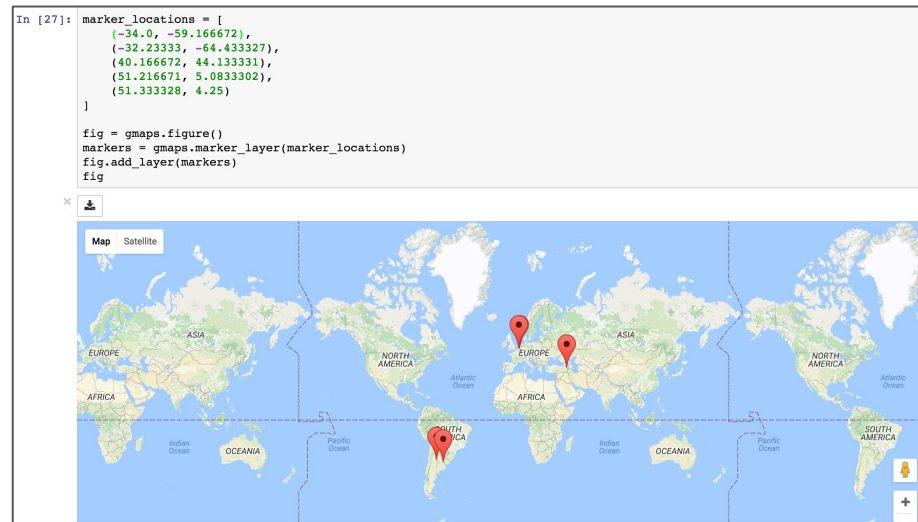 In [27]: marker_locations = [
    (-34.0, -59.166672),
    (-32.23333, -64.433327),
    (40.166672, 44.133331),
    (51.216671, 5.0833302),
    (51.333328, 4.25)
]

fig = gmaps.figure()
markers = gmaps.marker_layer(marker_locations)
fig.add_layer(markers)
fig
×
Map Satellite
ASIA
ASIA
EUROPE
EUROPE
NORTH
AMERICA
NORTH
AMERICA
Atlantic
Ocean
Atlantic
Ocean
AFRICA
AFRICA
SOUTH
AMERICA
Indian
Ocean
OCEANIA
Pacific
Ocean
Indian
Ocean
OCEANIA
Pacific
Ocean
+